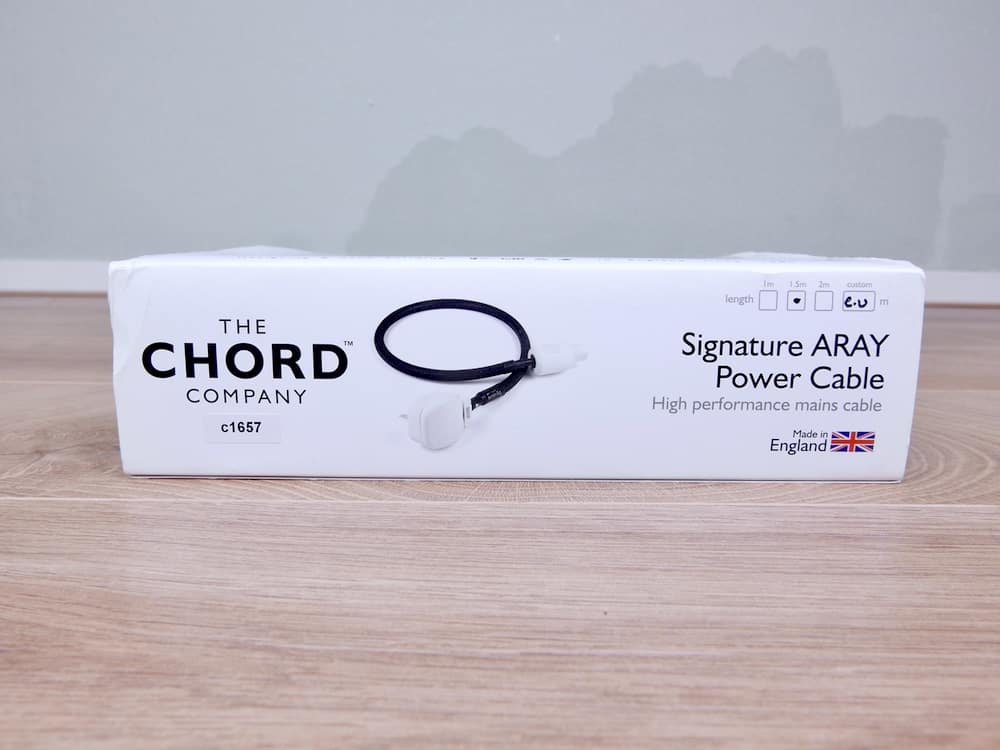 THE
CHORD™
COMPANY
c1657
1m 1.5m 2m custom
length e.u m
Signature ARAY
Power Cable
High performance mains cable
Made in
England